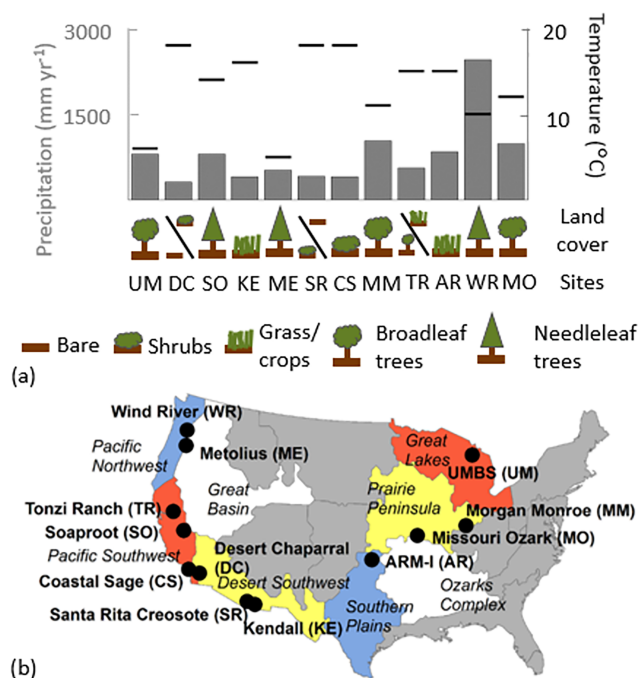 3000
1500
Precipitation (mm yr-1)
20
10
Temperature (°C)
Land
cover
UM DC SO KE ME SR CS MM TR AR WR MO Sites
Bare
Shrubs
Grass/
crops
Broadleaf
trees
Needleleaf
trees
(a)
Wind River (WR)
Pacific
Northwest
Metolius (ME)
Great
Basin
Great
Lakes
UMBS (UM)
Prairie
Peninsula
Tonzi Ranch (TR)
Soaproot (SO)
Morgan Monroe (MM)
Missouri Ozark (MO)
Pacific Southwest
Desert Chaparral
(DC)
ARM-I (AR)
Coastal Sage (CS)
Desert Southwest
Ozarks
Complex
Santa Rita Creosote (SR)
Kendall (KE)
Southern
Plains
(b)